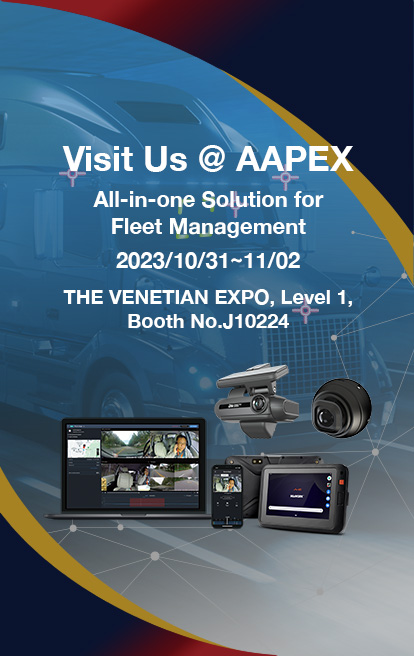 Visit Us @ AAPEX
All-in-one Solution for
Fleet Management
2023/10/31~11/02
THE VENETIAN EXPO, Level 1,
Booth No.J10224